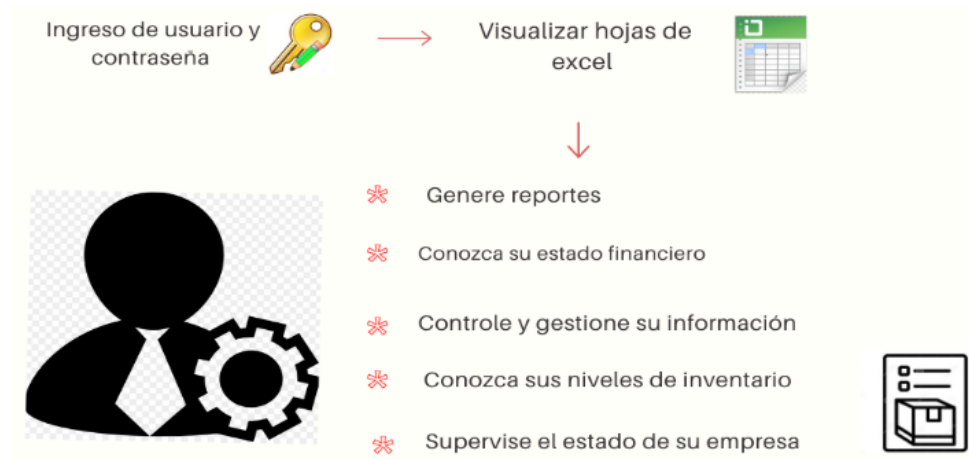 Ingreso de usuario y
contraseña
Visualizar hojas de
excel
Genere reportes
Conozca su estado financiero
Controle y gestione su información
Conozca sus niveles de inventario
Supervise el estado de su empresa